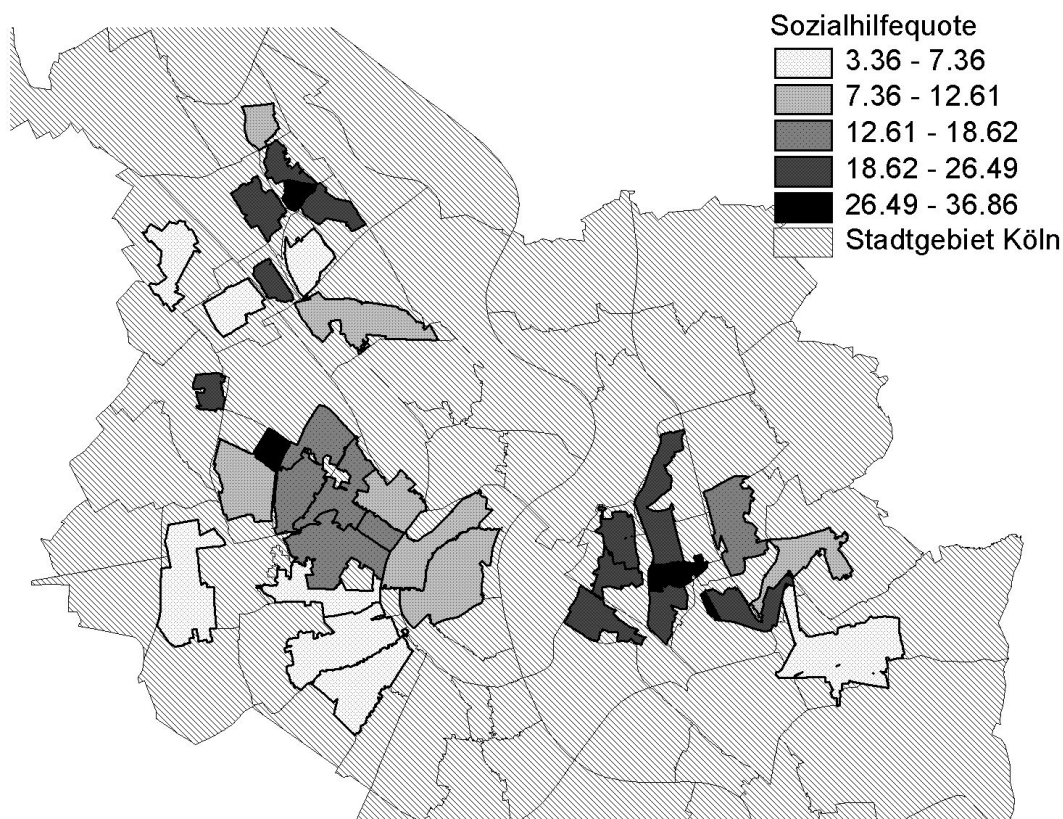 Sozialhilfequote
3.36 - 7.36
7.36 - 12.61
12.61 - 18.62
18.62 - 26.49
26.49 - 36.86
Stadtgebiet Köln